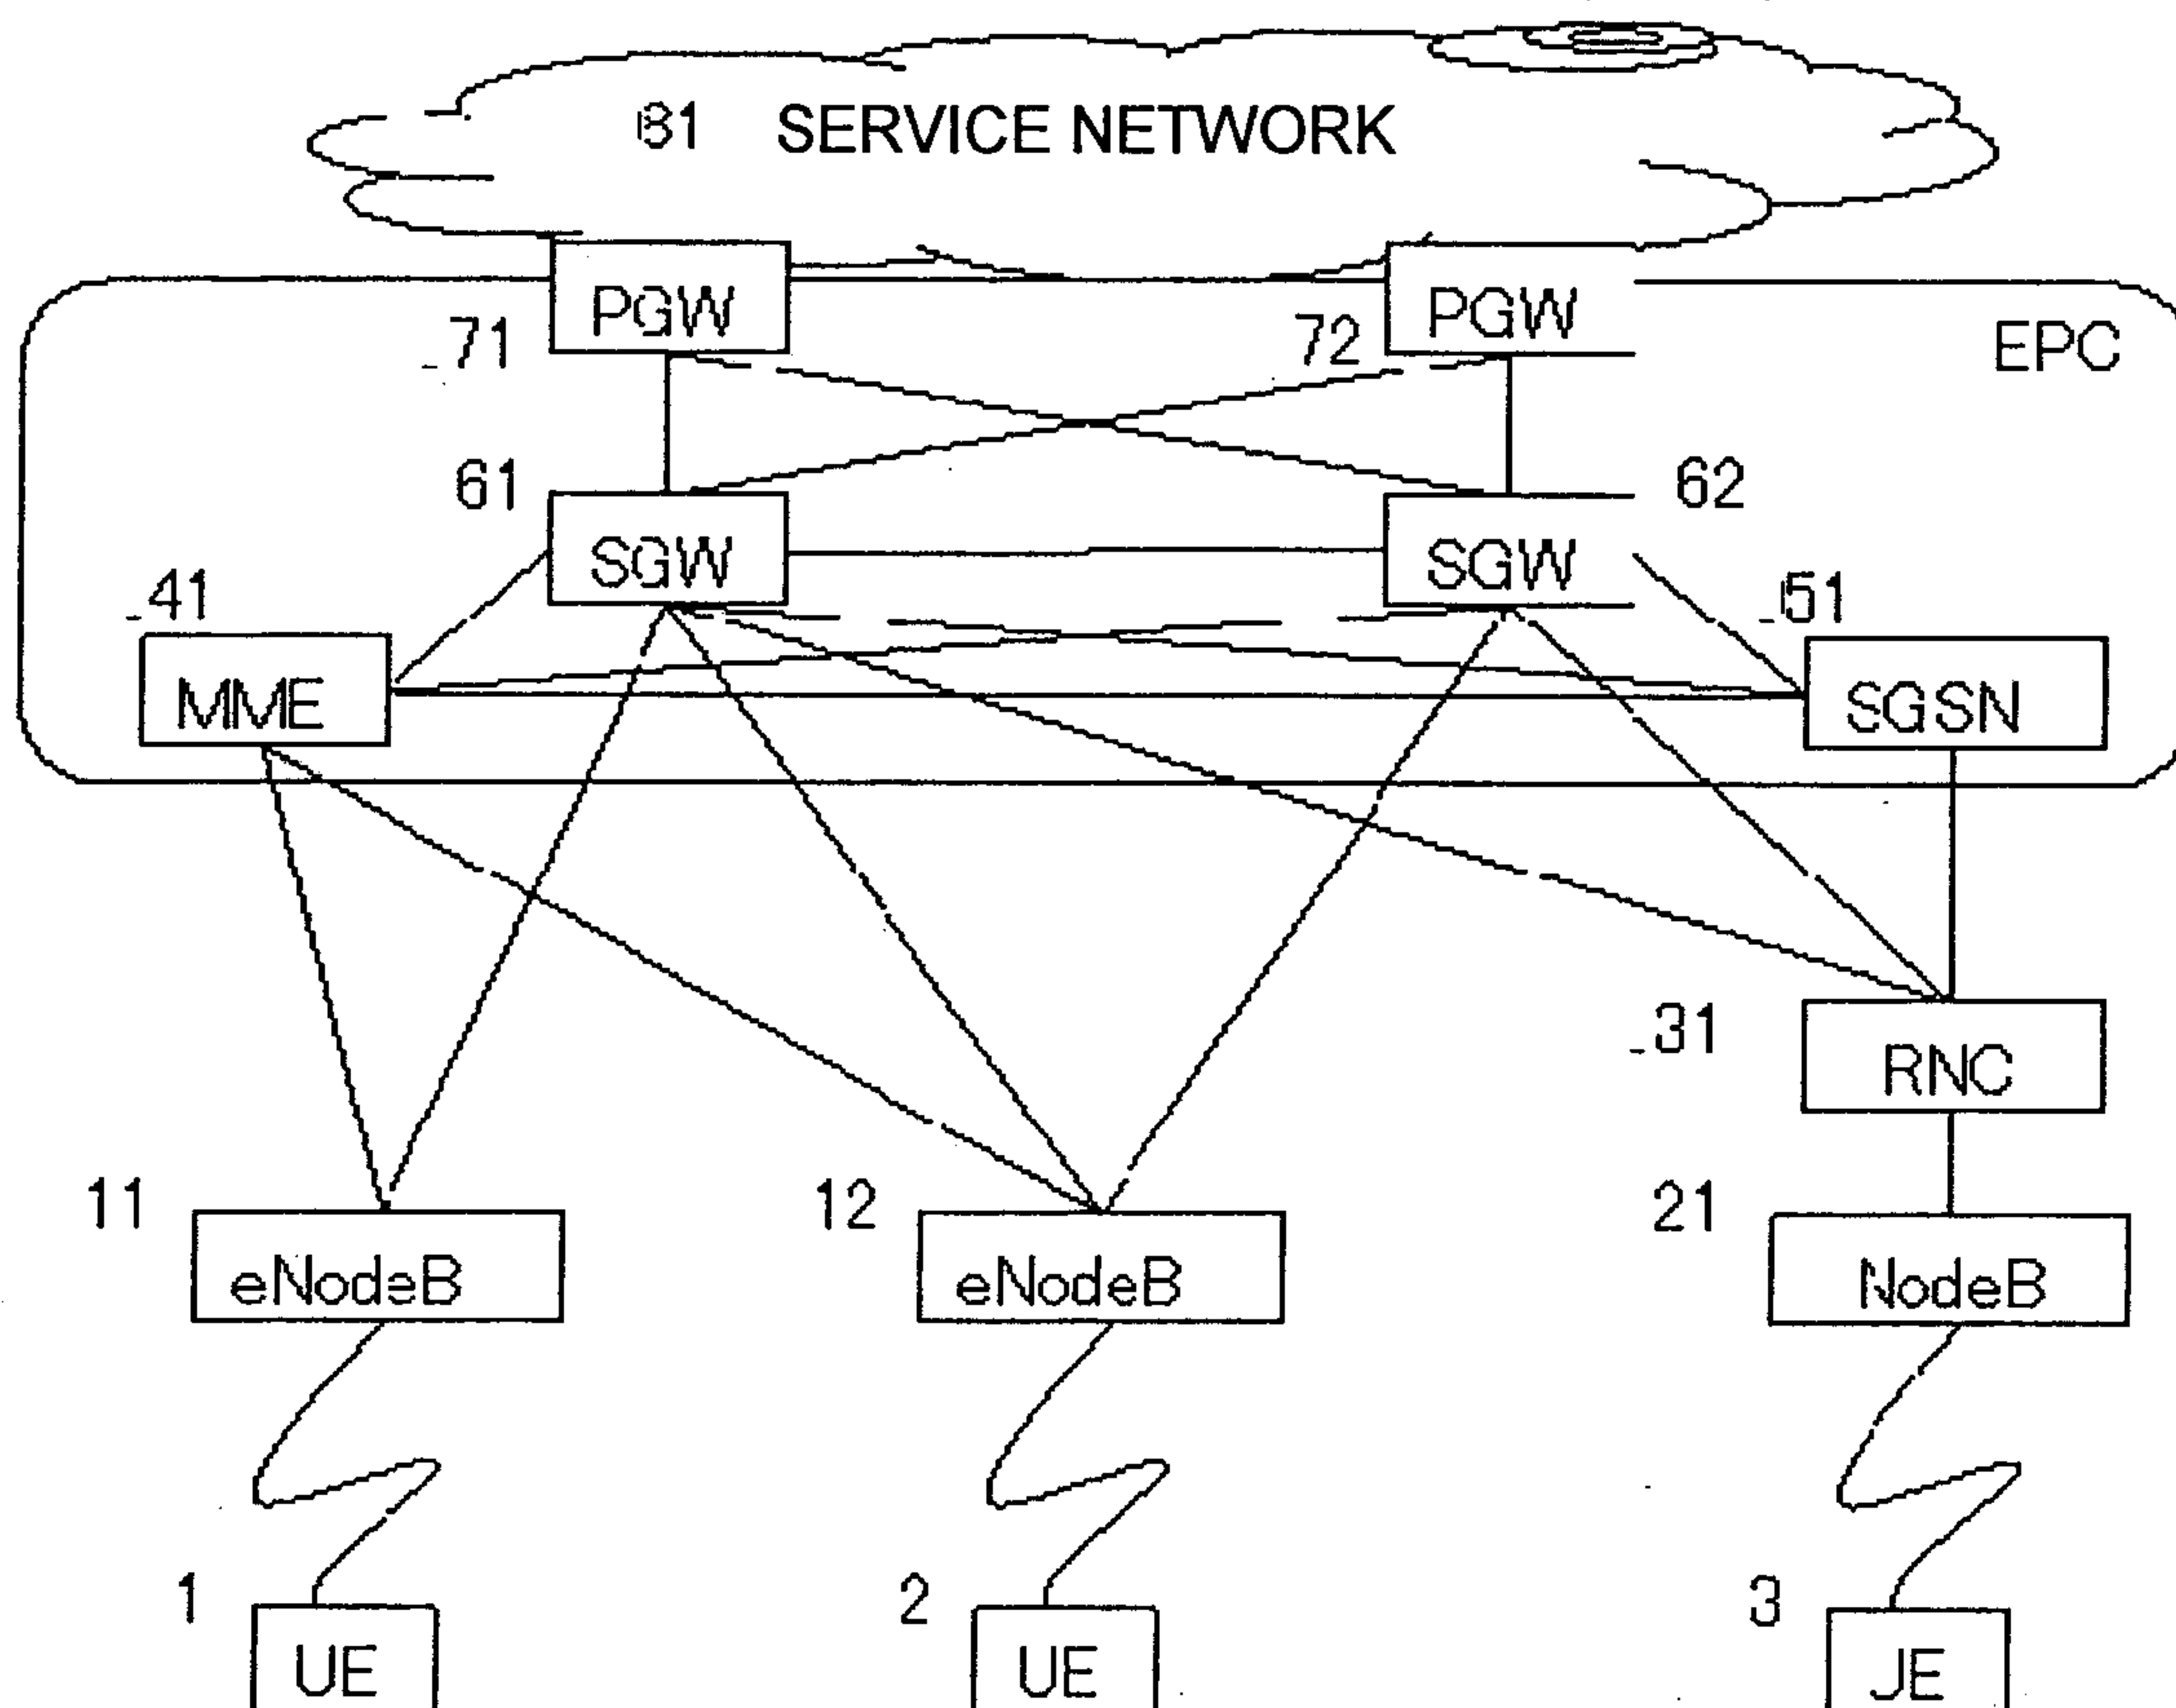 81 SERVICE NETWORK
PGW
PGW
71
72
EPC
61
62
SGW
SGW
41
51
MME
SGSN
31
RNC
11
12
21
eNodeB
eNodeB
NodeB
1
2
3
UE
UE
JE